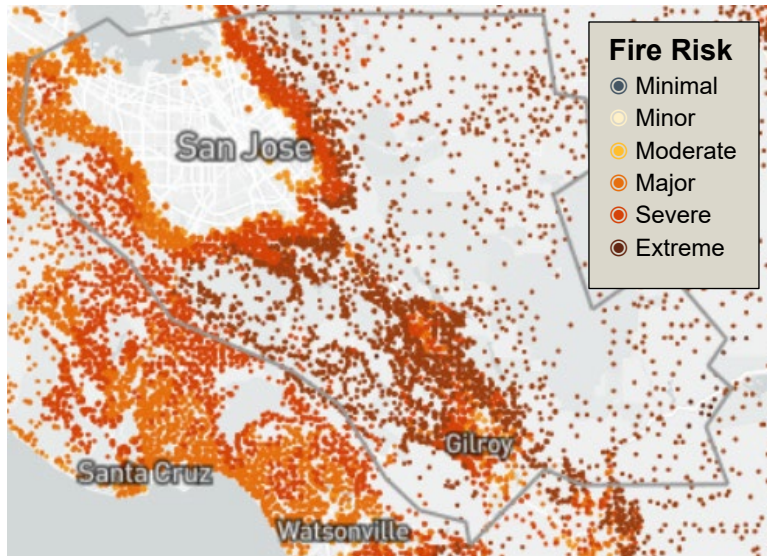 Fire Risk
Minimal
Minor
Moderate
Major
Severe
Extreme
San Jose
Gilroy
Santa Cruz
Watsonville